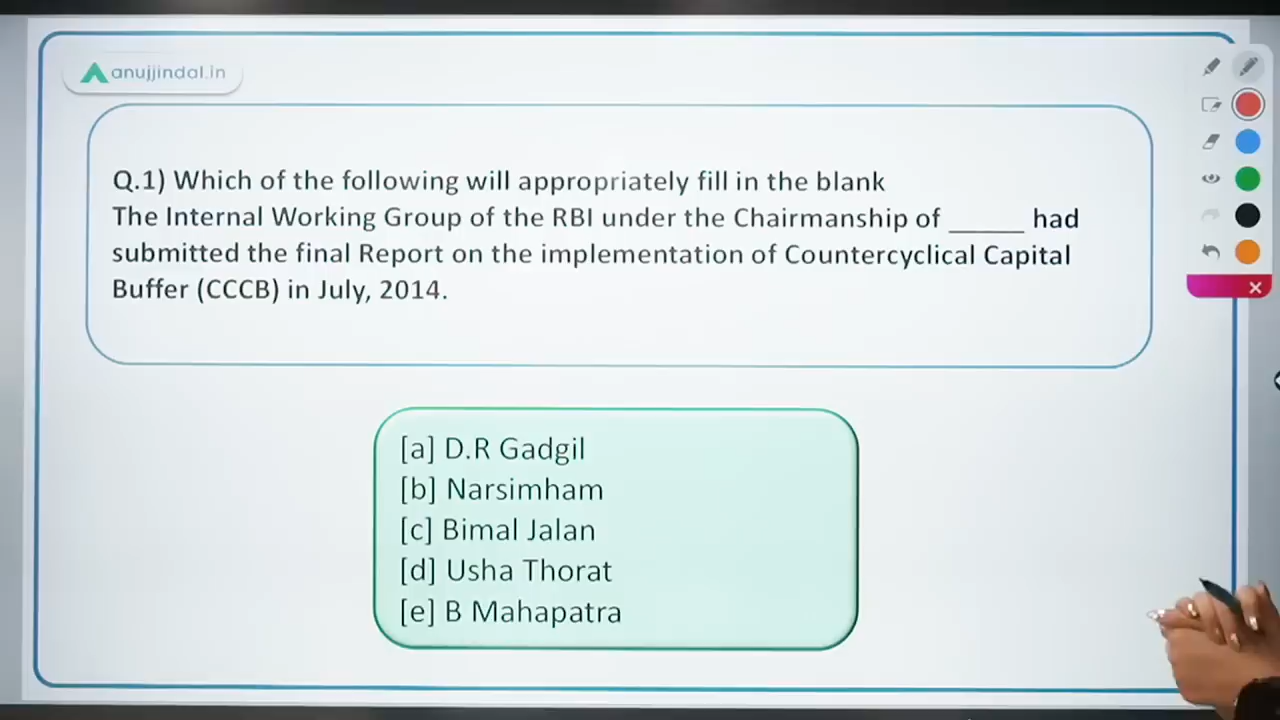 anujjindal.in
Q.1) Which of the following will appropriately fill in the blank
The Internal Working Group of the RBI under the Chairmanship of ______ had
submitted the final Report on the implementation of Countercyclical Capital
Buffer (CCCB) in July, 2014.
[a] D.R Gadgil
[b] Narsimham
[c] Bimal Jalan
[d] Usha Thorat
[e] B Mahapatra